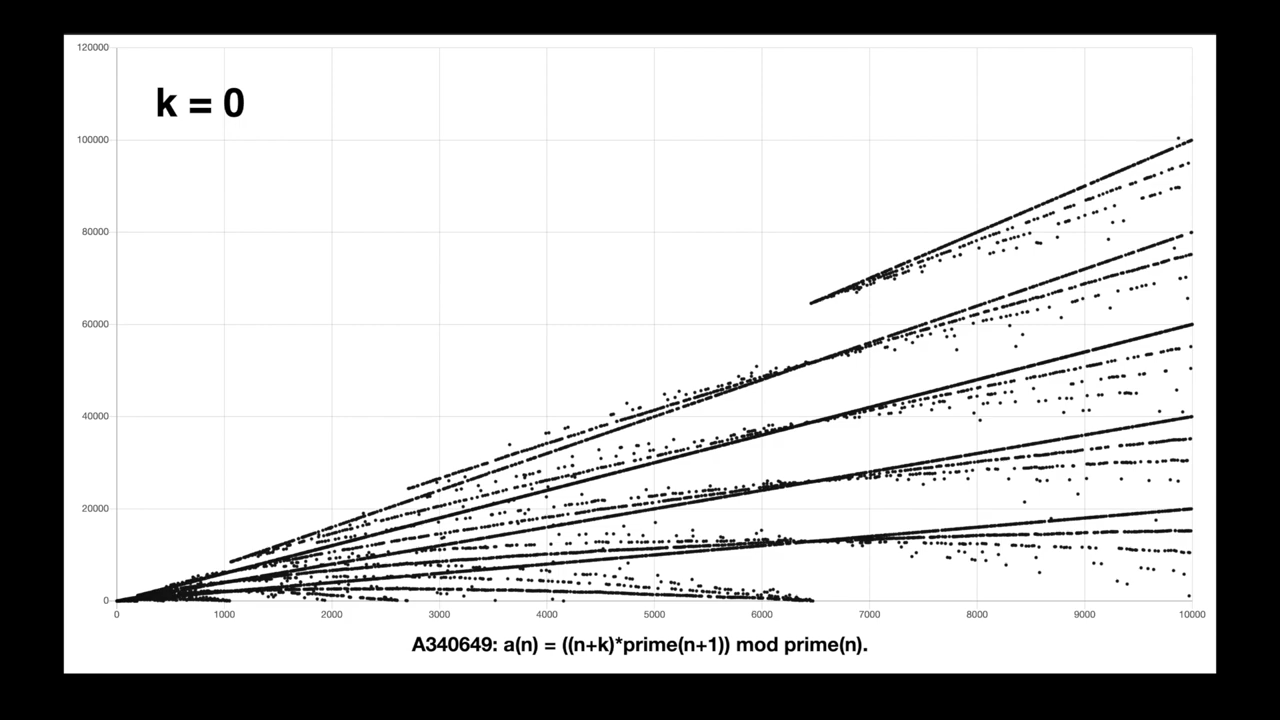 120000
k = 0
100000
80000
60000
40000
20000
0
0 1000 2000 3000 4000 5000 6000 7000 8000 9000 10000
A340649: a(n) = ((n+k)*prime(n+1)) mod prime(n).